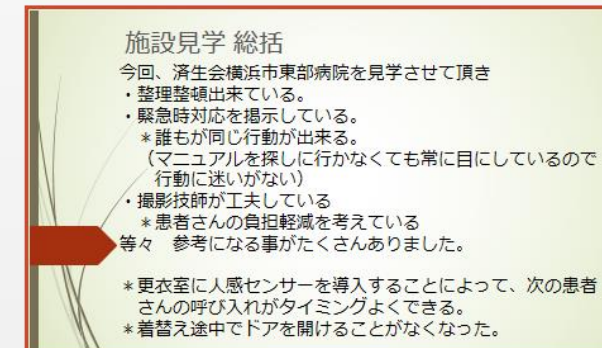 施設見学 総括
今回、済生会横浜市東部病院を見学させて頂き
・整理整頓出来ている。
・緊急時対応を掲示している。
＊誰もが同じ行動が出来る。
（マニュアルを探しに行かなくても常に目にしているので
行動に迷いがない）
・撮影技師が工夫している
＊患者さんの負担軽減を考えている
等々　参考になる事がたくさんありました。
＊更衣室に人感センサーを導入することによって、次の患者
さんの呼び入れがタイミングよくできる。
＊着替え途中でドアを開けることがなくなった。